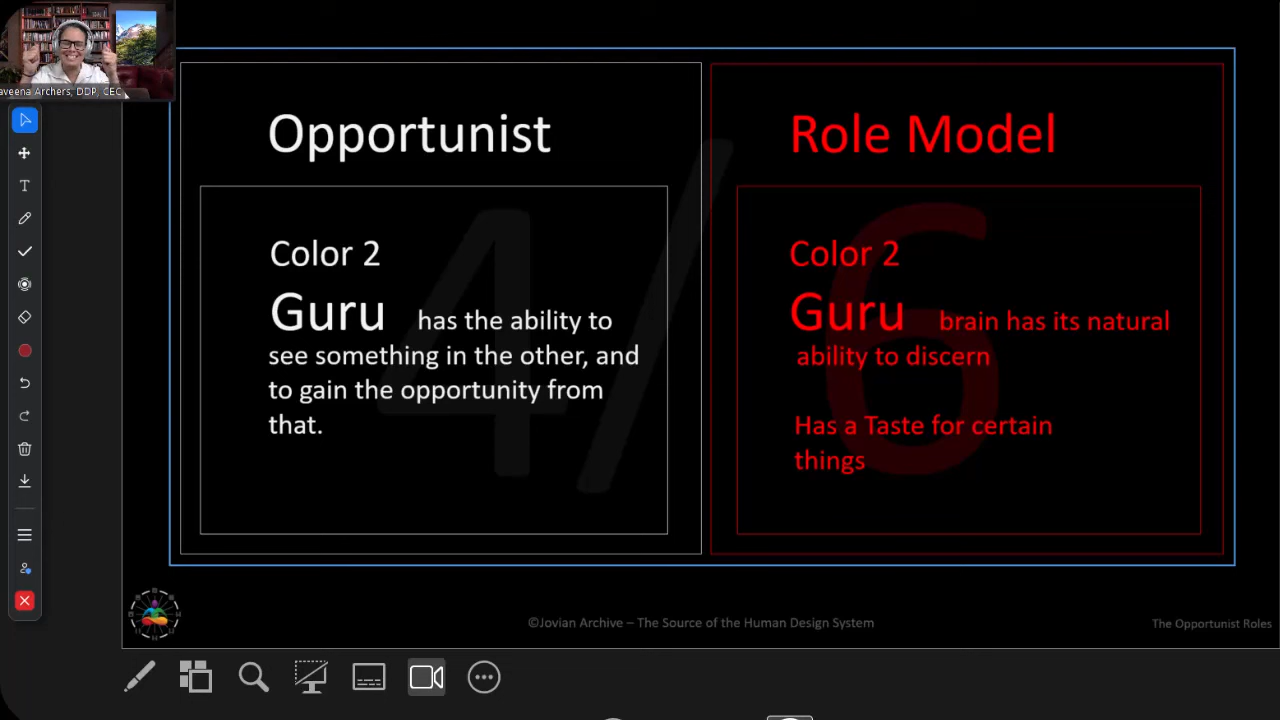 aveena Archers, DDP, CEC
Opportunist
Color 2
Guru has the ability to
see something in the other, and
to gain the opportunity from
that.
Role Model
Color 2
Guru brain has its natural
ability to discern
Has a Taste for certain
things
4/6
©Jovian Archive – The Source of the Human Design System
The Opportunist Roles